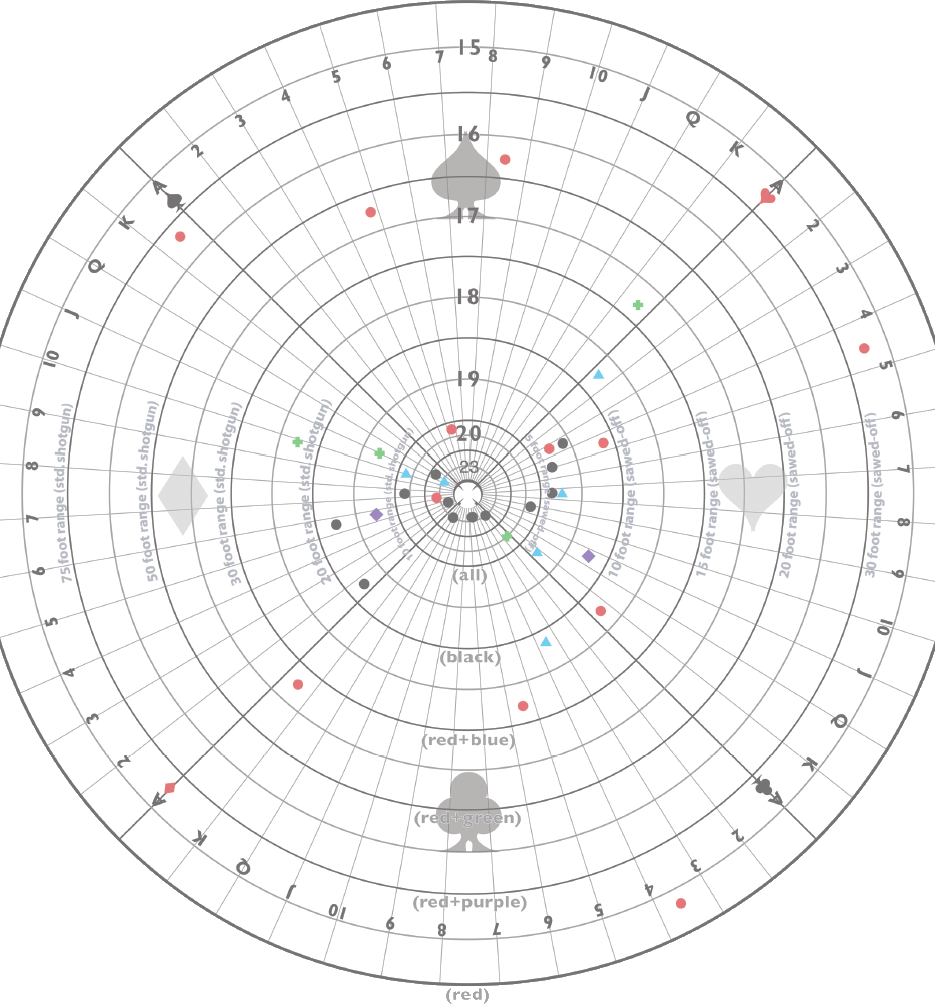 15
7 8
6 9
5 10
4 J
3 Q
2 K
16
A A
K 2
Q 3
J 4
10 5
9 6
8 7
7 8
6 9
5 10
4 J
3 Q
2 K
A A
K 2
Q 3
J 4
10 5
9 6
8 7
17
18
19
20
23
75 foot range (std. shotgun)
50 foot range (std. shotgun)
30 foot range (std. shotgun)
20 foot range (std. shotgun)
10 foot range (std. shotgun)
5 foot range (sawed-off)
10 foot range (sawed-off)
15 foot range (sawed-off)
20 foot range (sawed-off)
30 foot range (sawed-off)
(all)
(black)
(red+blue)
(red+green)
(red+purple)
(red)